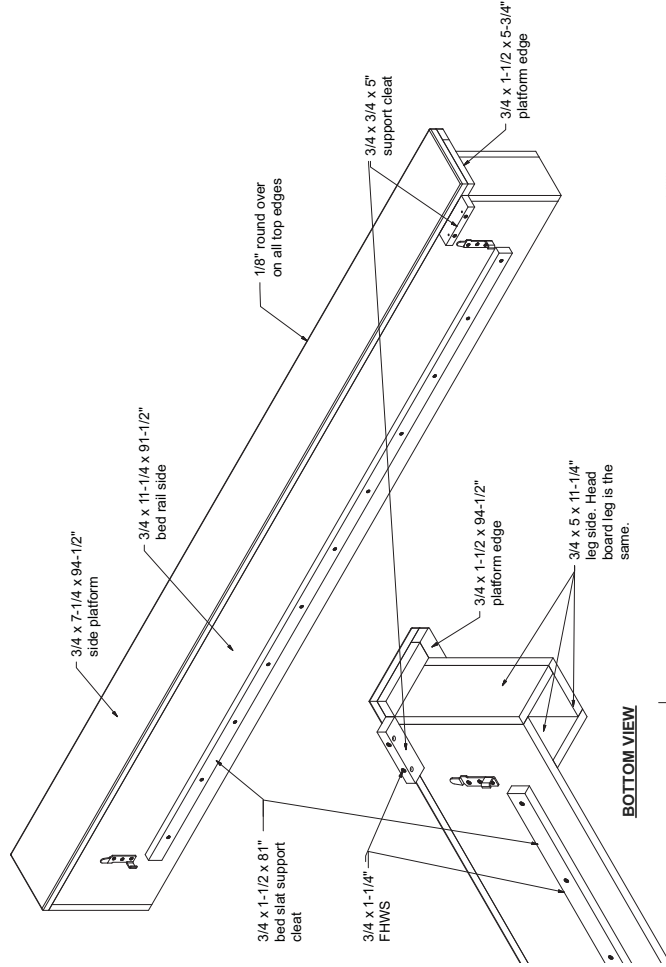 3/4 x 7-1/4 x 94-1/2"
side platform
3/4 x 11-1/4 x 91-1/2"
bed rail side
1/8" round over
on all top edges
3/4 x 3/4 x 5"
support cleat
3/4 x 1-1/2 x 5-3/4"
platform edge
3/4 x 1-1/2 x 81"
bed slat support
cleat
3/4 x 1-1/4"
FHWS
3/4 x 1-1/2 x 94-1/2"
platform edge
3/4 x 5 x 11-1/4"
leg side. Head
board leg is the
same.
BOTTOM VIEW